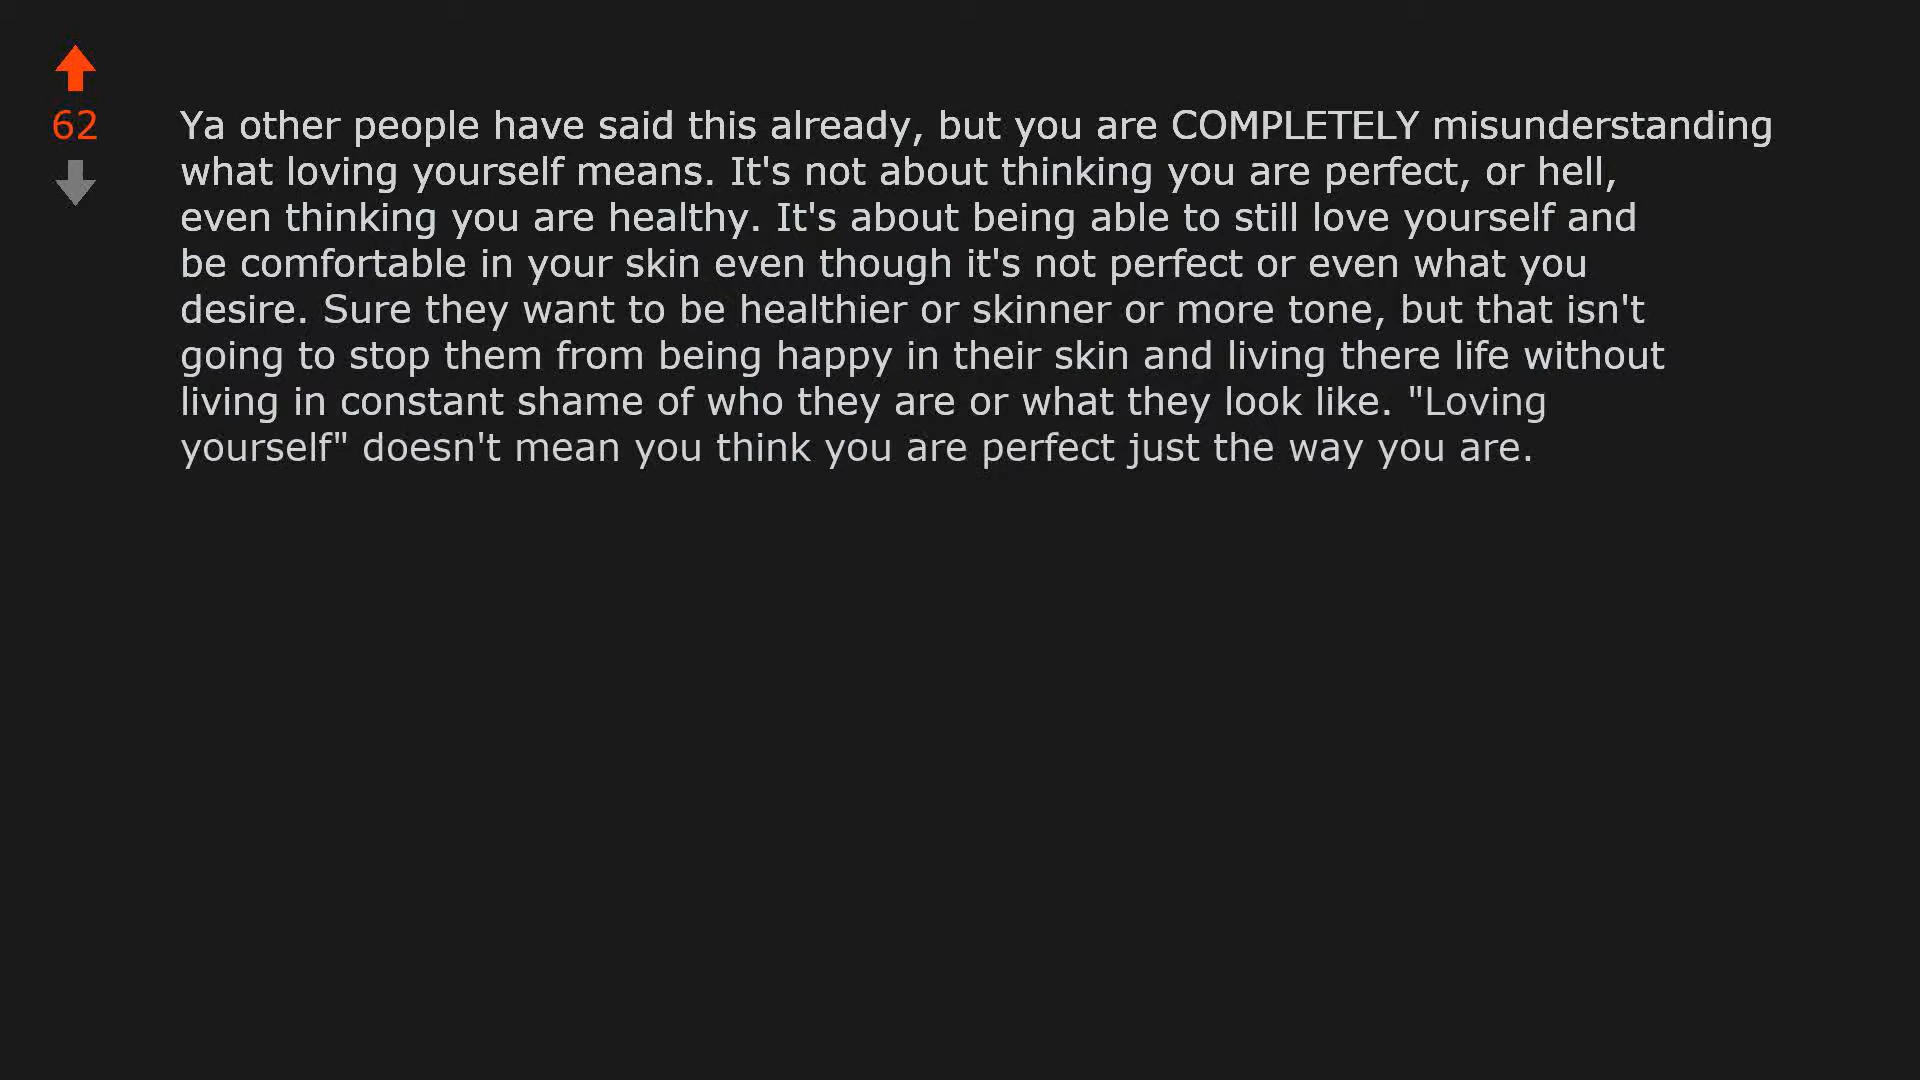 62
Ya other people have said this already, but you are COMPLETELY misunderstanding
what loving yourself means. It's not about thinking you are perfect, or hell,
even thinking you are healthy. It's about being able to still love yourself and
be comfortable in your skin even though it's not perfect or even what you
desire. Sure they want to be healthier or skinner or more tone, but that isn't
going to stop them from being happy in their skin and living there life without
living in constant shame of who they are or what they look like. "Loving
yourself" doesn't mean you think you are perfect just the way you are.